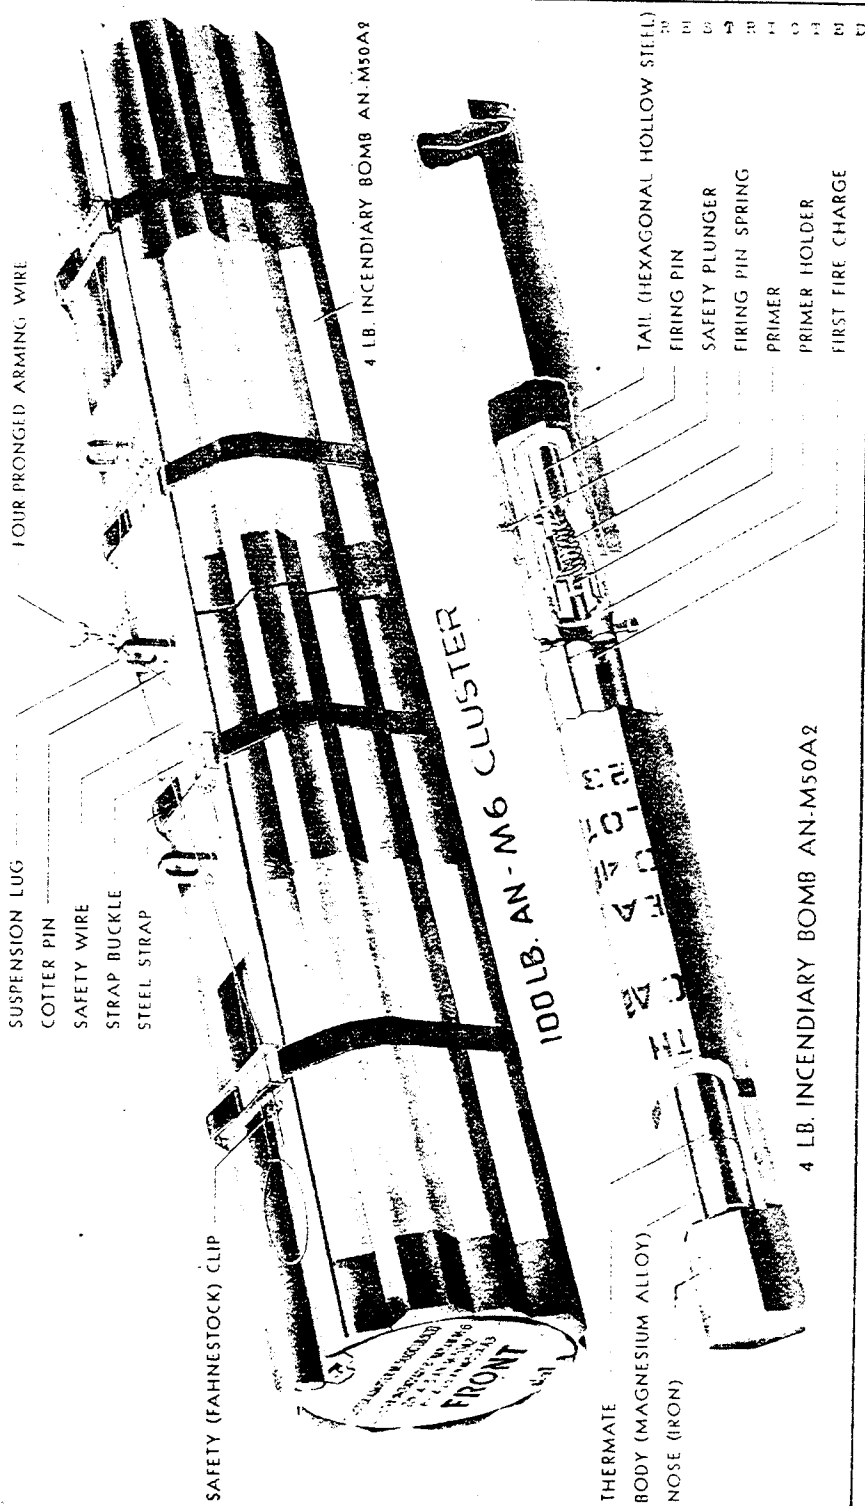 SUSPENSION LUG
COTTER PIN
SAFETY WIRE
STRAP BUCKLE
STEEL STRAP
FOUR PRONGED ARMING WIRE
SAFETY (FAHNESTOCK) CLIP
4 LB. INCENDIARY BOMB AN-M50A2
FRONT
100 LB. AN-M6 CLUSTER
THERMATE
BODY (MAGNESIUM ALLOY)
NOSE (IRON)
TAIL (HEXAGONAL HOLLOW STEEL)
FIRING PIN
SAFETY PLUNGER
FIRING PIN SPRING
PRIMER
PRIMER HOLDER
FIRST FIRE CHARGE
4 LB. INCENDIARY BOMB AN-M50A2